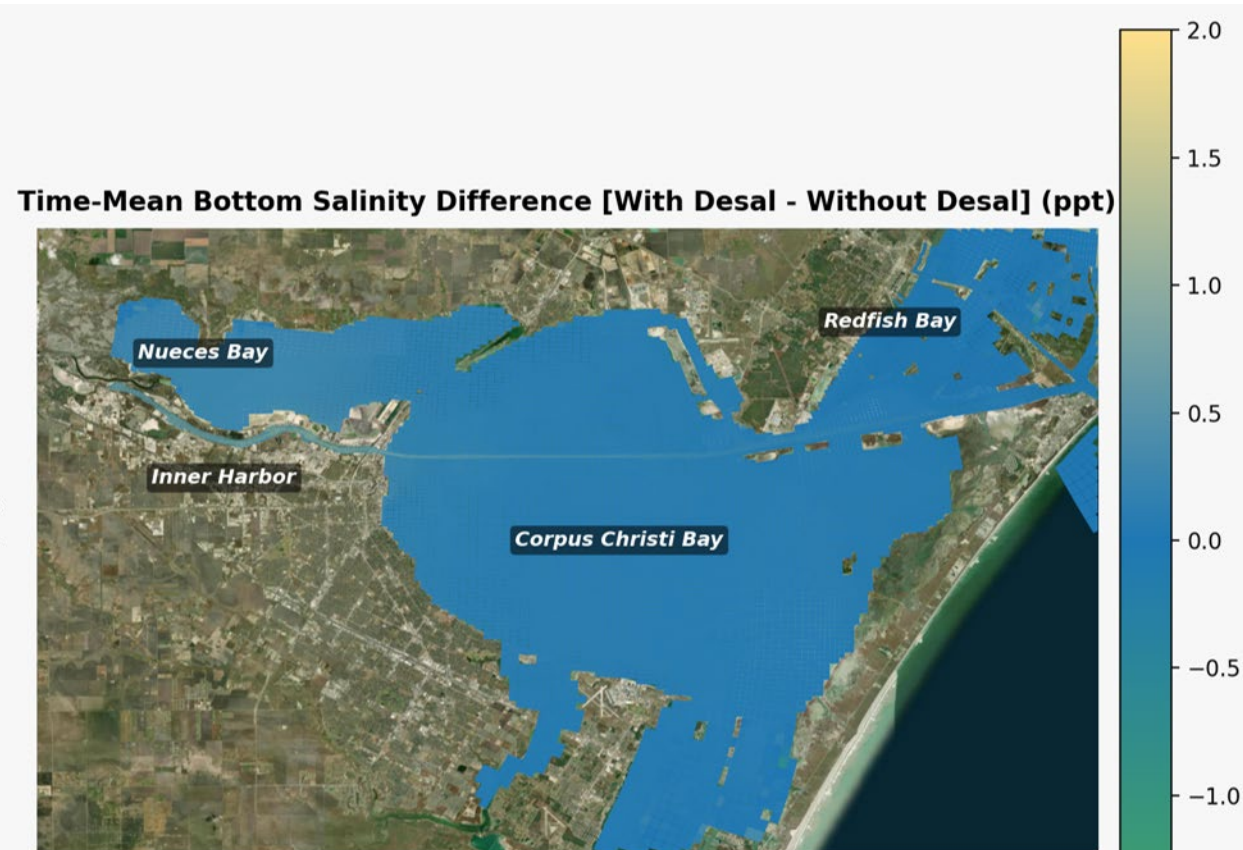 Time-Mean Bottom Salinity Difference [With Desal - Without Desal] (ppt)
Nueces Bay
Redfish Bay
Inner Harbor
Corpus Christi Bay
2.0
1.5
1.0
0.5
0.0
−0.5
−1.0